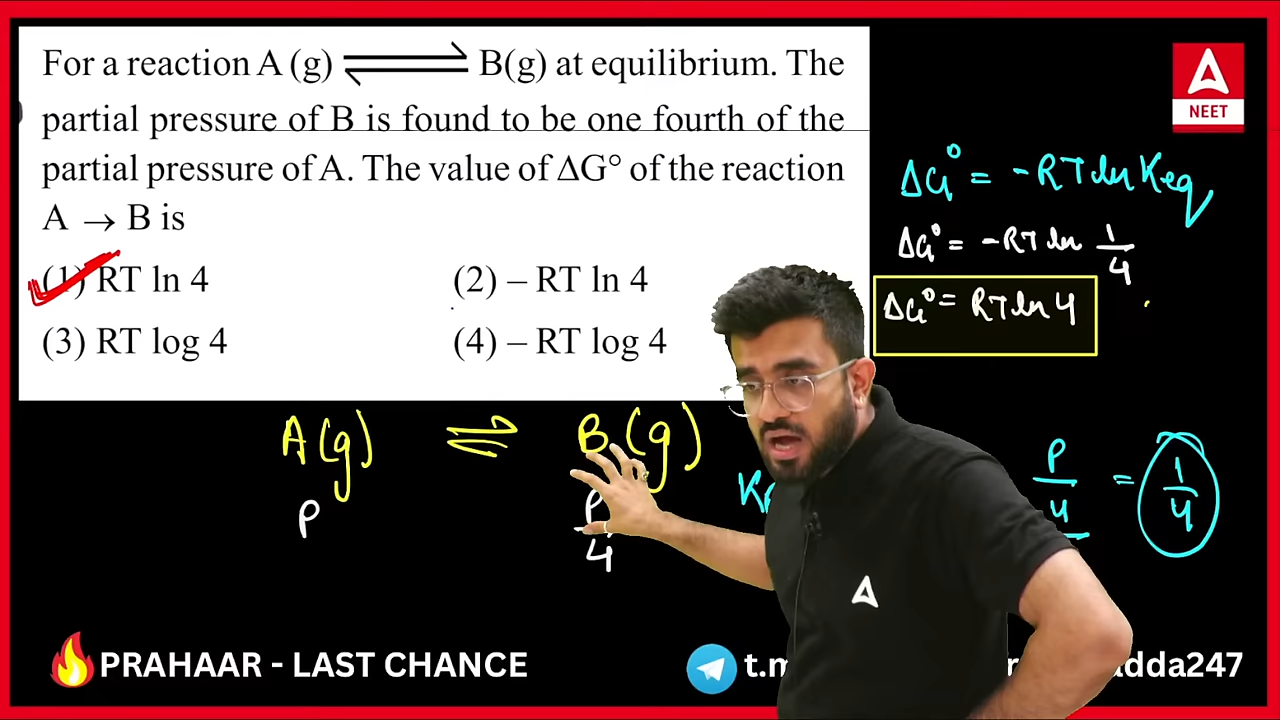 For a reaction A (g) ⇌ B(g) at equilibrium. The
partial pressure of B is found to be one fourth of the
partial pressure of A. The value of ΔG° of the reaction
A → B is
(1) RT ln 4
(2) – RT ln 4
(3) RT log 4
(4) – RT log 4
A
NEET
ΔG° = -RT ln Keq
ΔG° = -RT ln 1/4
ΔG° = RT ln 4
A(g) ⇌ B(g)
P
P/4
P/4 = 1/4
A
PRAHAAR - LAST CHANCE